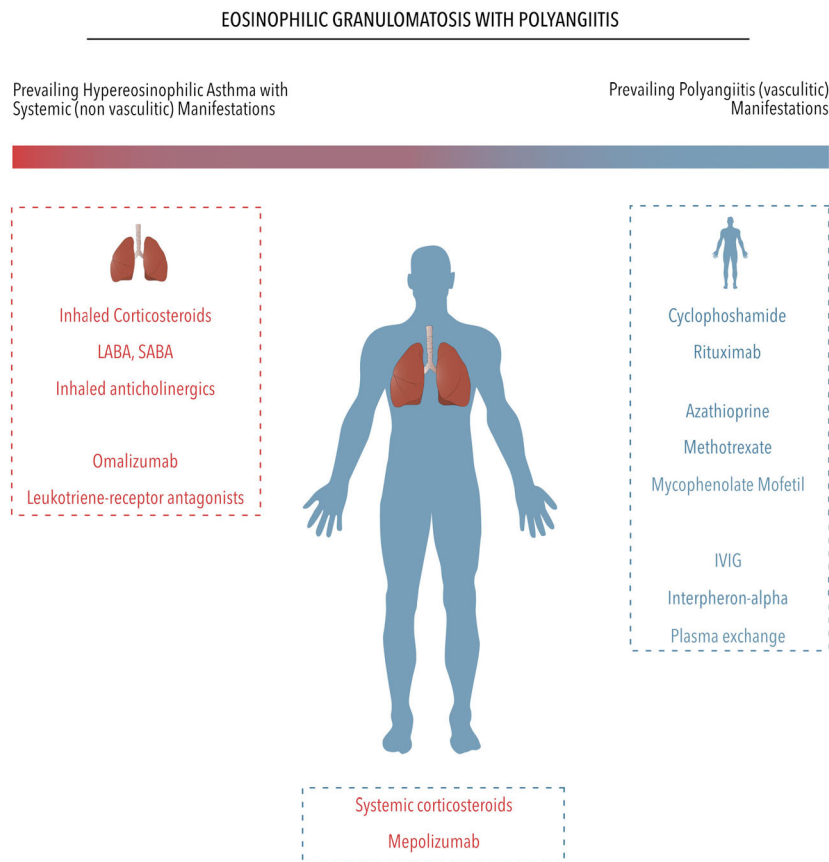 EOSINOPHILIC GRANULOMATOSIS WITH POLYANGIITIS
Prevailing Hypereosinophilic Asthma with
Systemic (non vasculitic) Manifestations
Prevailing Polyangiitis (vasculitic)
Manifestations
Inhaled Corticosteroids
LABA, SABA
Inhaled anticholinergics
Omalizumab
Leukotriene-receptor antagonists
Cyclophoshamide
Rituximab
Azathioprine
Methotrexate
Mycophenolate Mofetil
IVIG
Interpheron-alpha
Plasma exchange
Systemic corticosteroids
Mepolizumab